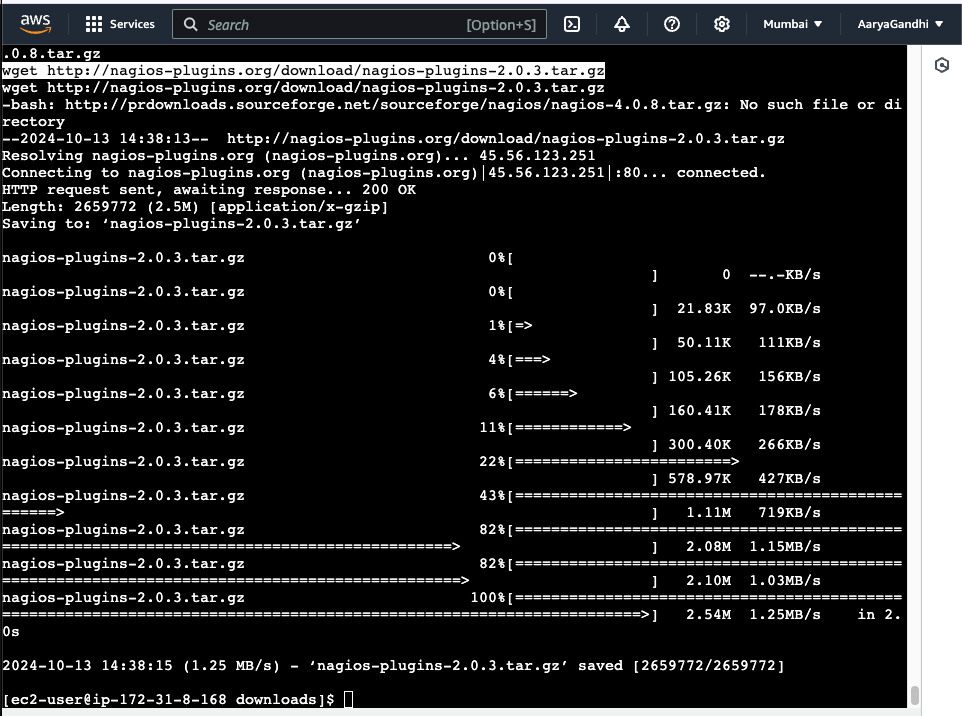 aws
Services
Search
[Option+S]
Mumbai
AaryaGandhi
.0.8.tar.gz
wget http://nagios-plugins.org/download/nagios-plugins-2.0.3.tar.gz
wget http://nagios-plugins.org/download/nagios-plugins-2.0.3.tar.gz
-bash: http://prdownloads.sourceforge.net/sourceforge/nagios/nagios-4.0.8.tar.gz: No such file or di
rectory
--2024-10-13 14:38:13--  http://nagios-plugins.org/download/nagios-plugins-2.0.3.tar.gz
Resolving nagios-plugins.org (nagios-plugins.org)... 45.56.123.251
Connecting to nagios-plugins.org (nagios-plugins.org)|45.56.123.251|:80... connected.
HTTP request sent, awaiting response... 200 OK
Length: 2659772 (2.5M) [application/x-gzip]
Saving to: ‘nagios-plugins-2.0.3.tar.gz’
nagios-plugins-2.0.3.tar.gz 0%[
] 0 --.-KB/s
nagios-plugins-2.0.3.tar.gz 0%[
] 21.83K 97.0KB/s
nagios-plugins-2.0.3.tar.gz 1%[=>
] 50.11K 111KB/s
nagios-plugins-2.0.3.tar.gz 4%[===>
] 105.26K 156KB/s
nagios-plugins-2.0.3.tar.gz 6%[======>
] 160.41K 178KB/s
nagios-plugins-2.0.3.tar.gz 11%[============>
] 300.40K 266KB/s
nagios-plugins-2.0.3.tar.gz 22%[========================>
] 578.97K 427KB/s
nagios-plugins-2.0.3.tar.gz 43%[===========================================
======> ] 1.11M 719KB/s
nagios-plugins-2.0.3.tar.gz 82%[===========================================
==================================================> ] 2.08M 1.15MB/s
nagios-plugins-2.0.3.tar.gz 82%[===========================================
===================================================> ] 2.10M 1.03MB/s
nagios-plugins-2.0.3.tar.gz 100%[===========================================
=======================================================================>] 2.54M 1.25MB/s in 2.
0s
2024-10-13 14:38:15 (1.25 MB/s) - ‘nagios-plugins-2.0.3.tar.gz’ saved [2659772/2659772]
[ec2-user@ip-172-31-8-168 downloads]$